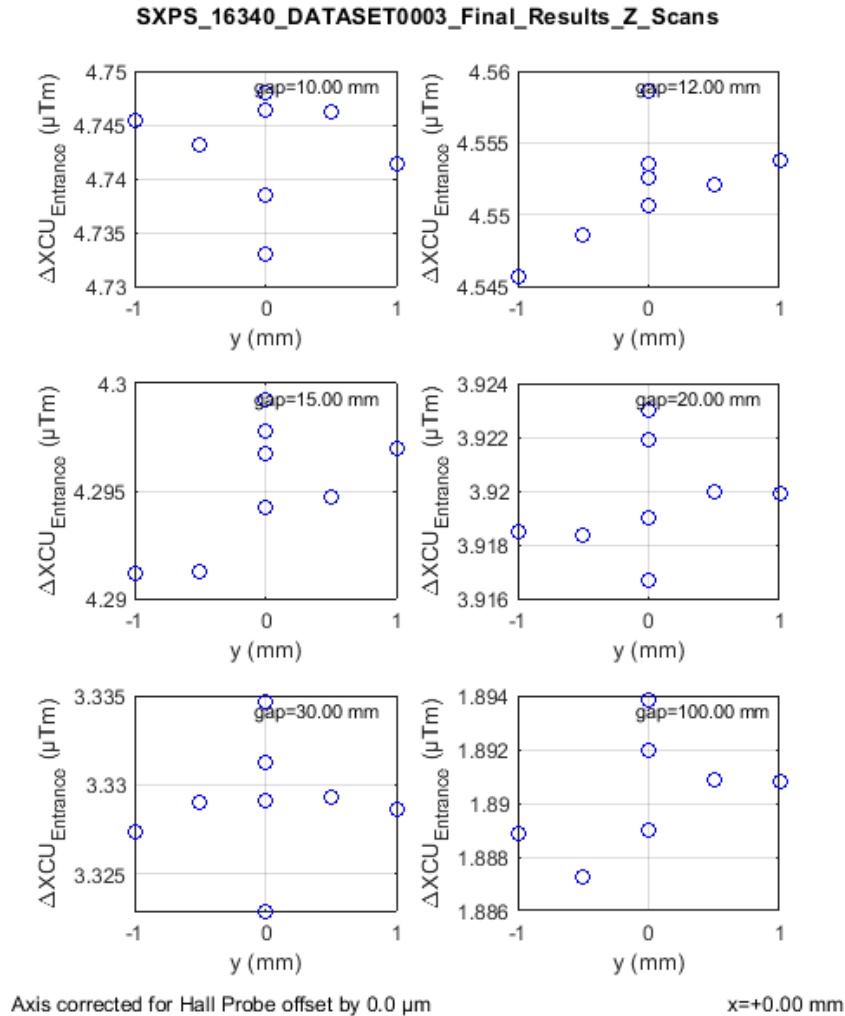 SXPS_16340_DATASET0003_Final_Results_Z_Scans
4.75
4.745
4.74
4.735
4.73
ΔXCU_Entrance (µTm)
gap=10.00 mm
-1 0 1
y (mm)
4.56
4.555
4.55
4.545
ΔXCU_Entrance (µTm)
gap=12.00 mm
-1 0 1
y (mm)
4.3
4.295
4.29
ΔXCU_Entrance (µTm)
gap=15.00 mm
-1 0 1
y (mm)
3.924
3.922
3.92
3.918
3.916
ΔXCU_Entrance (µTm)
gap=20.00 mm
-1 0 1
y (mm)
3.335
3.33
3.325
ΔXCU_Entrance (µTm)
gap=30.00 mm
-1 0 1
y (mm)
1.894
1.892
1.89
1.888
1.886
ΔXCU_Entrance (µTm)
gap=100.00 mm
-1 0 1
y (mm)
Axis corrected for Hall Probe offset by 0.0 µm
x=+0.00 mm